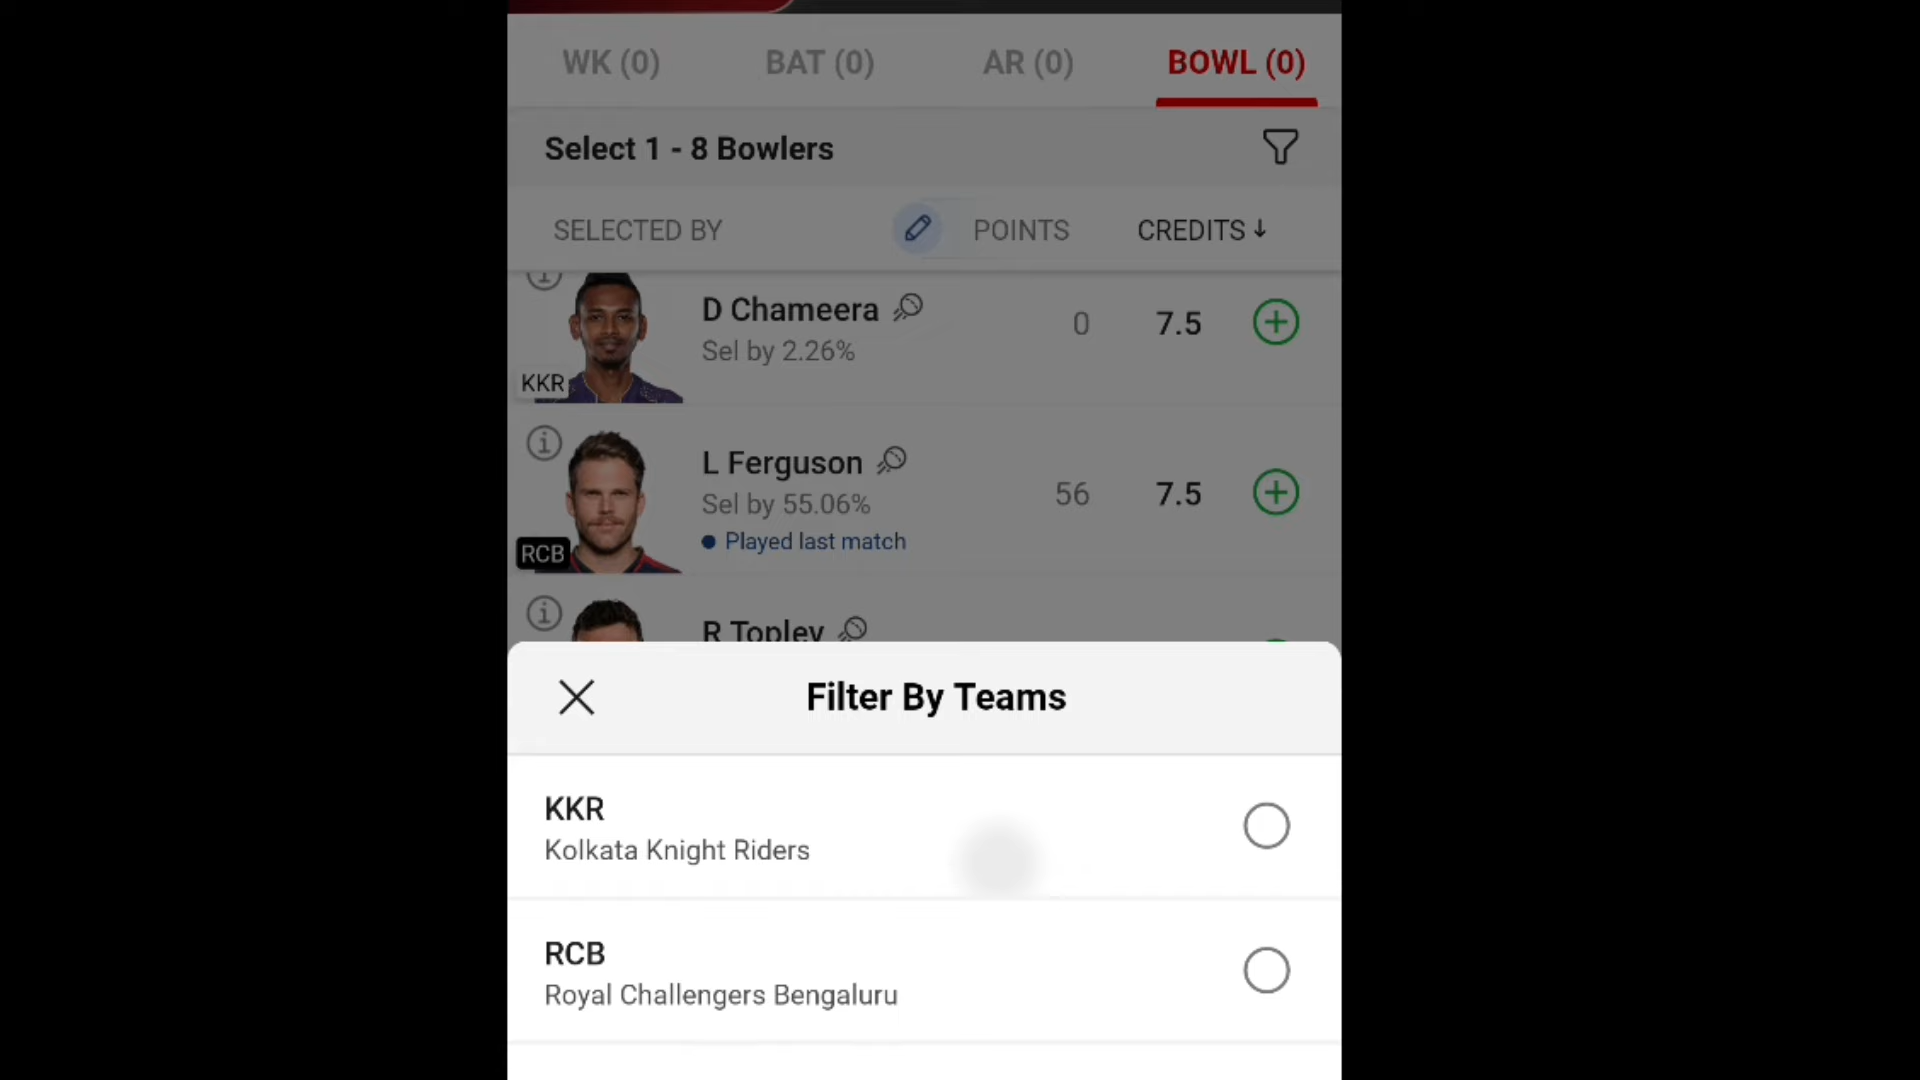 WK (0) BAT (0) AR (0) BOWL (0)
Select 1 - 8 Bowlers
SELECTED BY POINTS CREDITS ↓
D Chameera 0 7.5
Sel by 2.26%
KKR
L Ferguson 56 7.5
Sel by 55.06%
Played last match
RCB
R Topley
Filter By Teams
KKR
Kolkata Knight Riders
RCB
Royal Challengers Bengaluru